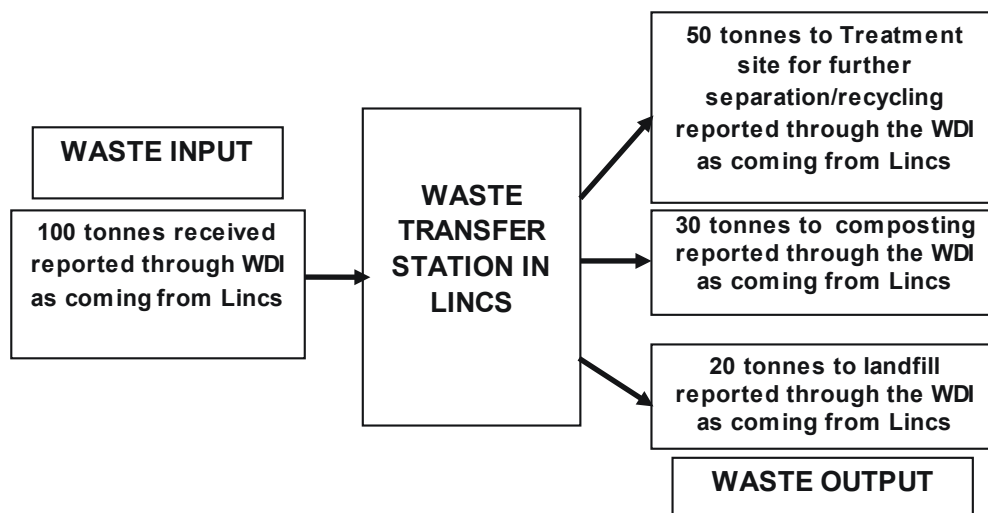 WASTE INPUT
100 tonnes received
reported through WDI
as coming from Lincs
WASTE
TRANSFER
STATION IN
LINCS
50 tonnes to Treatment
site for further
separation/recycling
reported through the WDI
as coming from Lincs
30 tonnes to composting
reported through the WDI
as coming from Lincs
20 tonnes to landfill
reported through the WDI
as coming from Lincs
WASTE OUTPUT